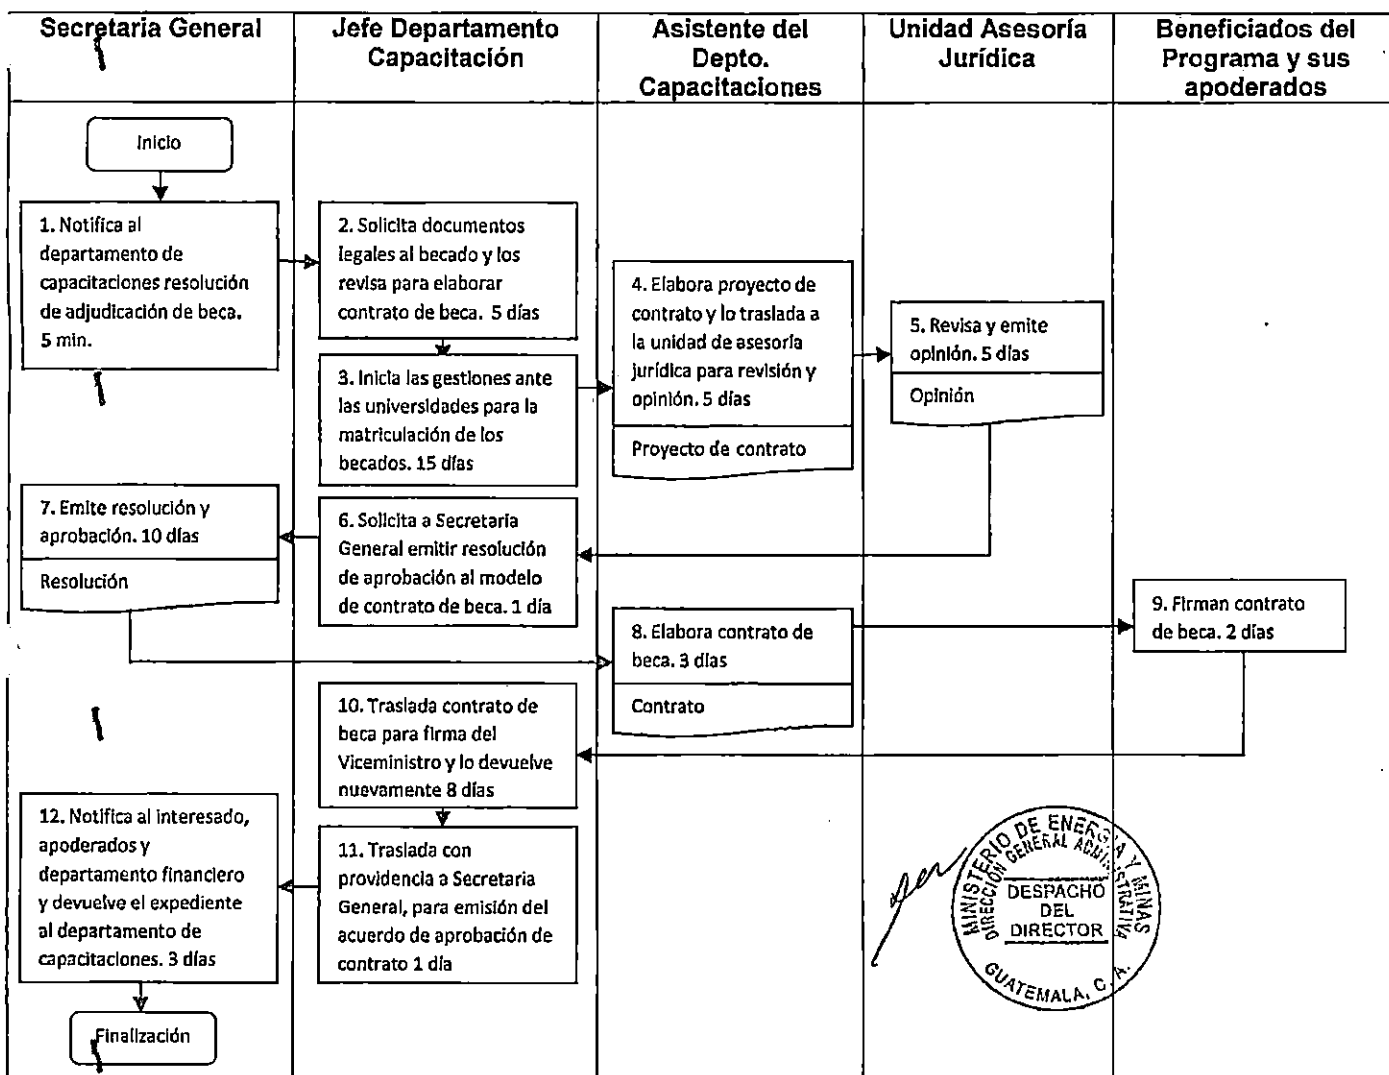 Secretaria General
Jefe Departamento
Capacitación
Asistente del
Depto.
Capacitaciones
Unidad Asesoría
Jurídica
Beneficiados del
Programa y sus
apoderados
Inicio
1. Notifica al
departamento de
capacitaciones resolución
de adjudicación de beca.
5 min.
2. Solicita documentos
legales al becado y los
revisa para elaborar
contrato de beca. 5 días
3. Inicia las gestiones ante
las universidades para la
matriculación de los
becados. 15 días
4. Elabora proyecto de
contrato y lo traslada a
la unidad de asesoría
jurídica para revisión y
opinión. 5 días
Proyecto de contrato
5. Revisa y emite
opinión. 5 días
Opinión
6. Solicita a Secretaria
General emitir resolución
de aprobación al modelo
de contrato de beca. 1 día
7. Emite resolución y
aprobación. 10 días
Resolución
8. Elabora contrato de
beca. 3 días
Contrato
9. Firman contrato
de beca. 2 días
10. Traslada contrato de
beca para firma del
Viceministro y lo devuelve
nuevamente 8 días
11. Traslada con
providencia a Secretaria
General, para emisión del
acuerdo de aprobación de
contrato 1 día
12. Notifica al interesado,
apoderados y
departamento financiero
y devuelve el expediente
al departamento de
capacitaciones. 3 días
Finalización
MINISTERIO DE ENERGIA Y MINAS
DIRECCIÓN GENERAL ADMINISTRATIVA
DESPACHO
DEL
DIRECTOR
GUATEMALA, C. A.